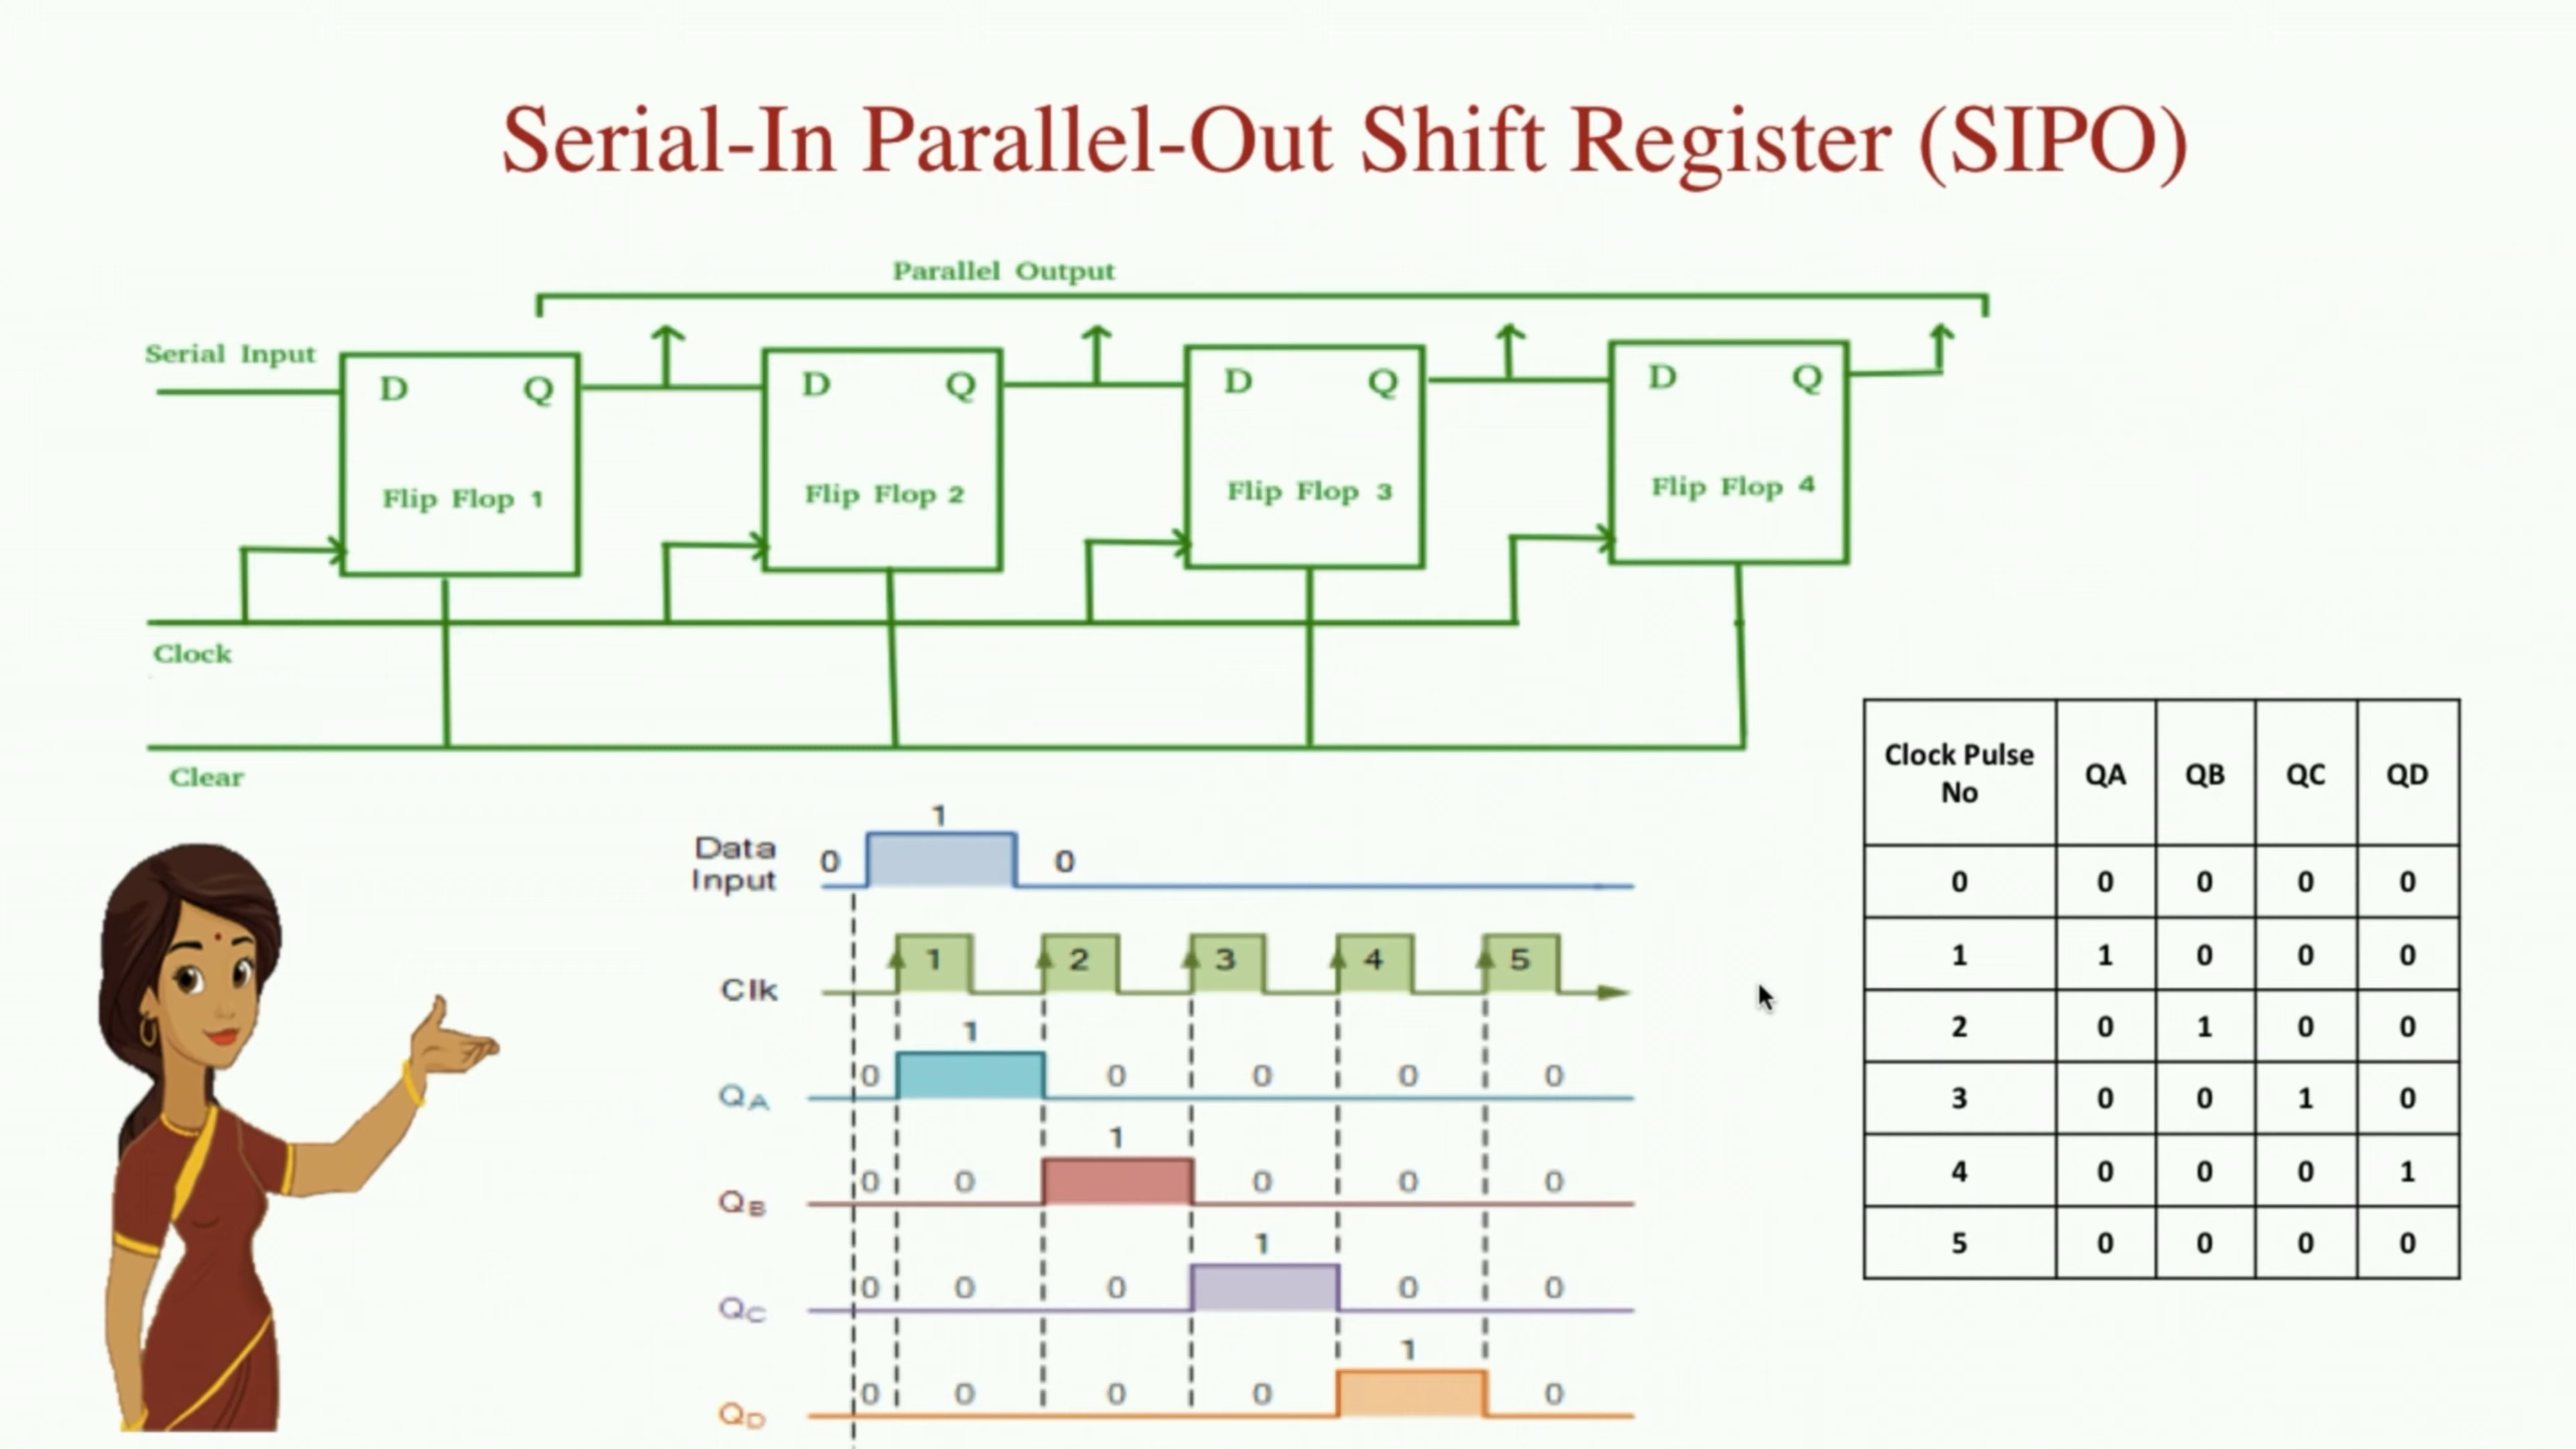 Serial-In Parallel-Out Shift Register (SIPO)
Parallel Output
Serial Input
D Q D Q D Q D Q
Flip Flop 1 Flip Flop 2 Flip Flop 3 Flip Flop 4
Clock
Clear
1
Data
Input
0 0
Clk 1 2 3 4 5
1
QA 0 0 0 0 0
1
QB 0 0 0 0 0
1
QC 0 0 0 0 0
1
QD 0 0 0 0 0
Clock Pulse
No
QA QB QC QD
0 0 0 0 0
1 1 0 0 0
2 0 1 0 0
3 0 0 1 0
4 0 0 0 1
5 0 0 0 0